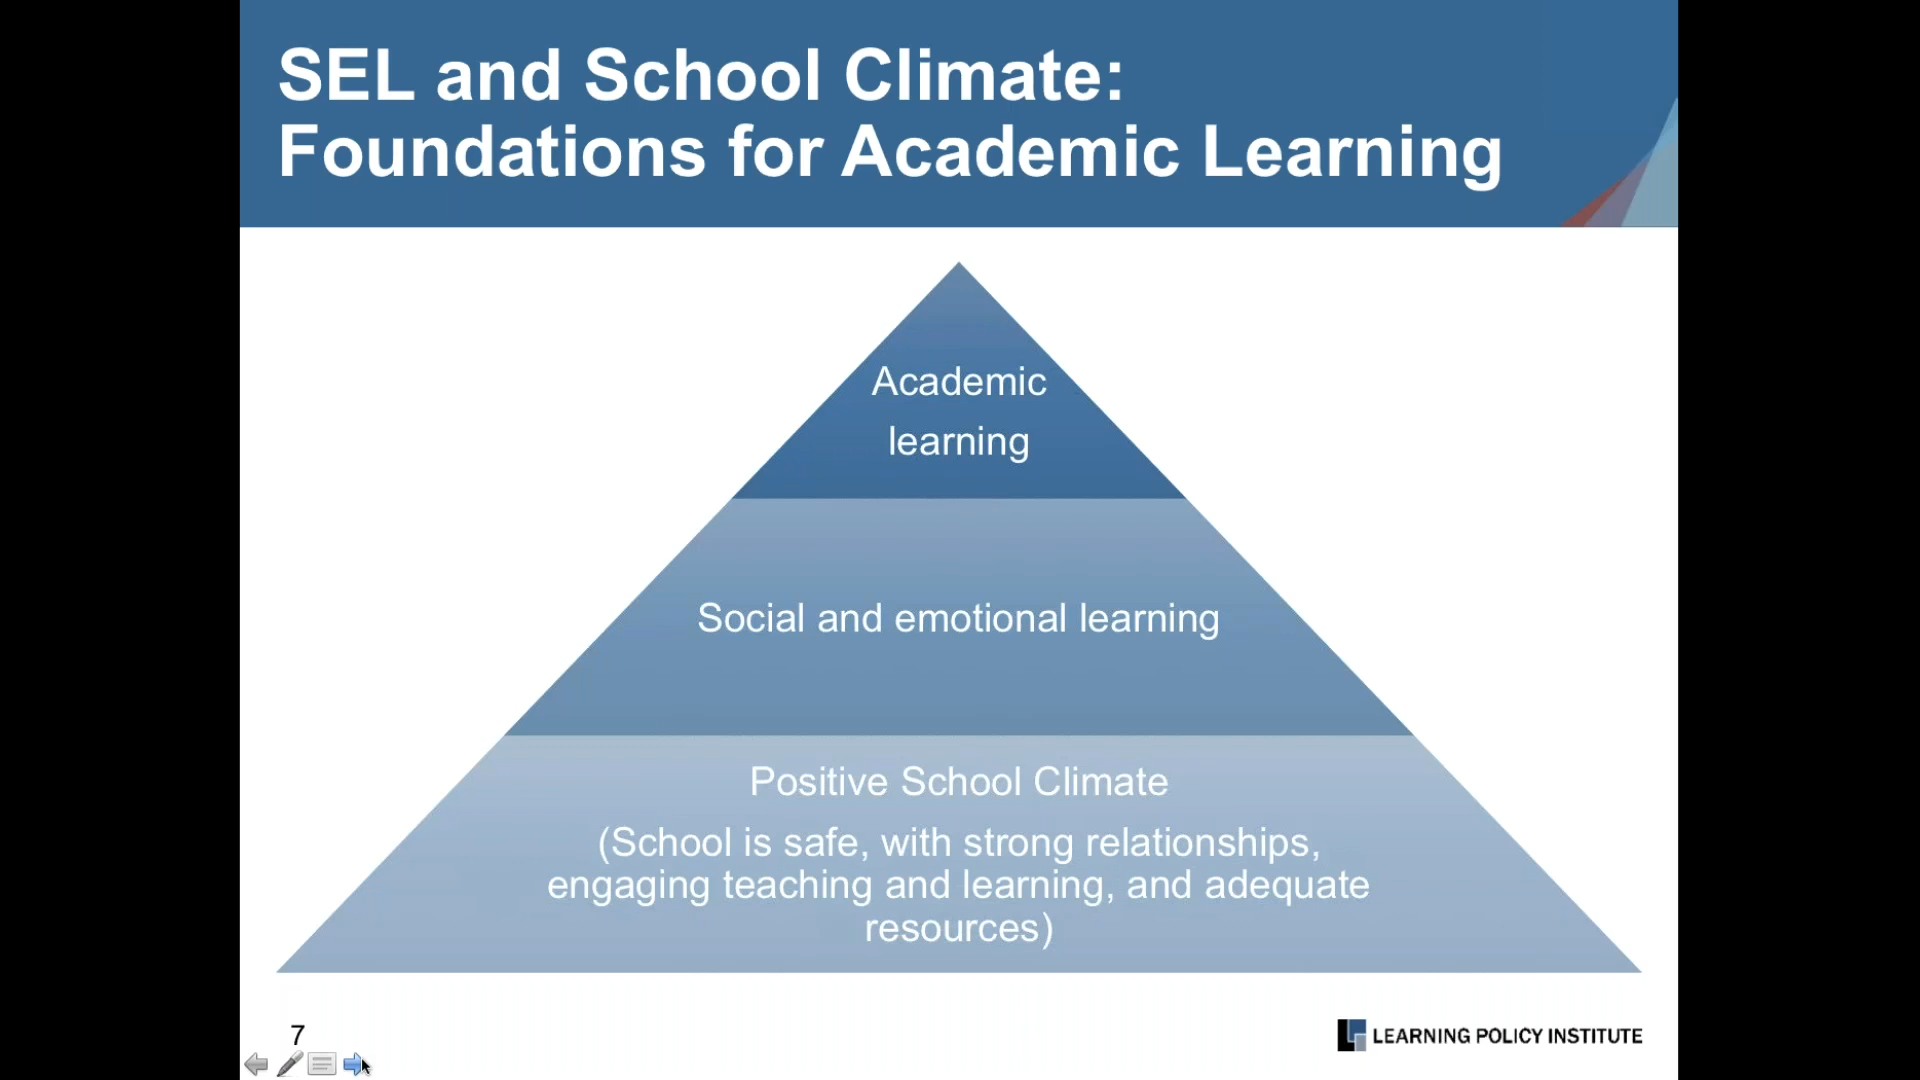 SEL and School Climate:
Foundations for Academic Learning
Academic
learning
Social and emotional learning
Positive School Climate
(School is safe, with strong relationships,
engaging teaching and learning, and adequate
resources)
7
LEARNING POLICY INSTITUTE